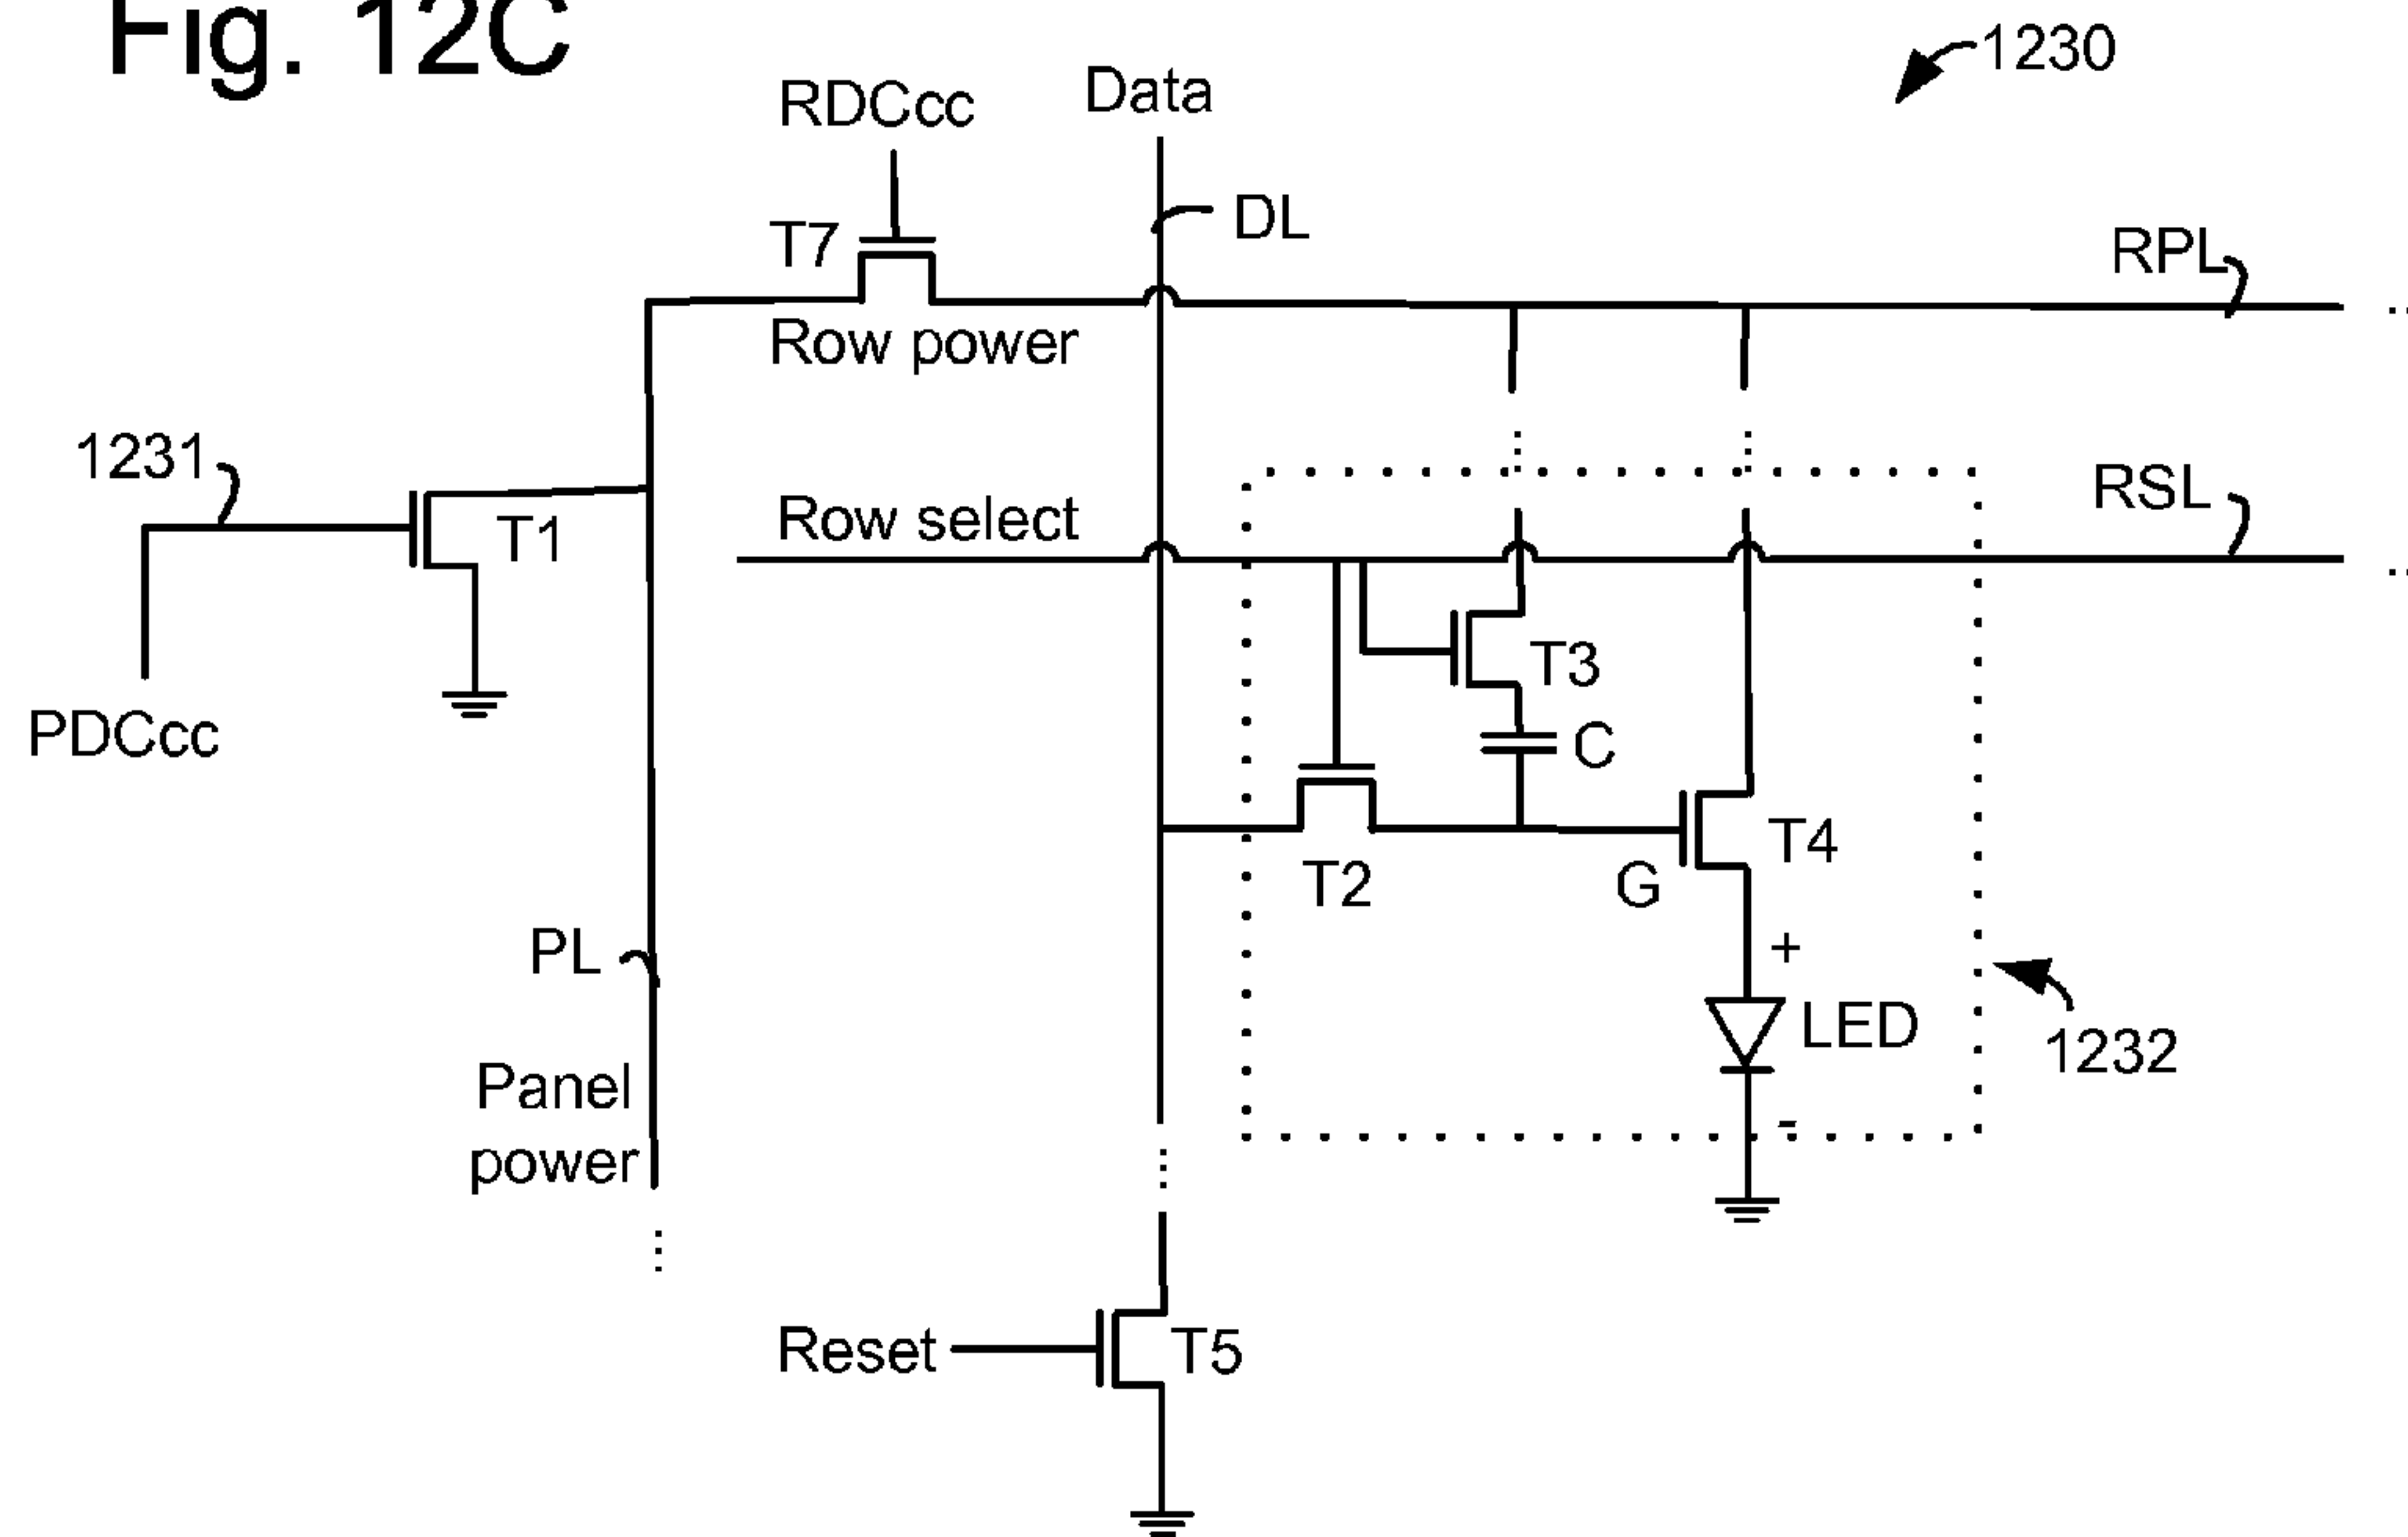 Fig. 12C
1230
RDCcc
Data
DL
T7
RPL
Row power
1231
Row select
RSL
T1
T3
PDCcc
C
T4
T2
G
PL
+
LED
1232
Panel
power
-
Reset
T5